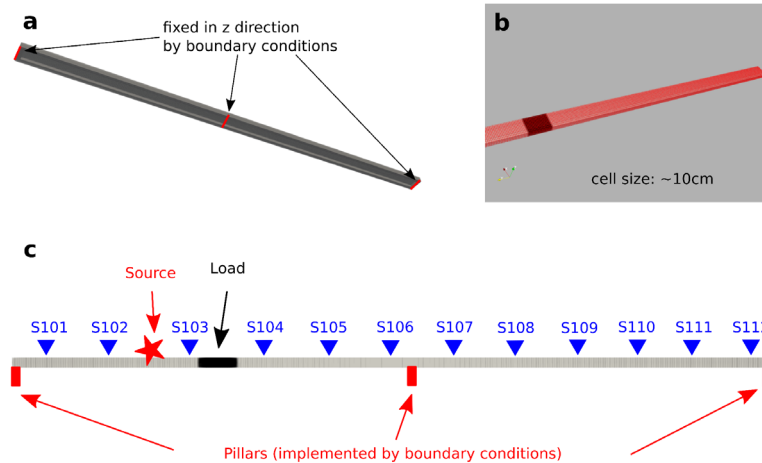 a
fixed in z direction
by boundary conditions
b
cell size: ~10cm
c
Source
Load
S101 S102 S103 S104 S105 S106 S107 S108 S109 S110 S111
Pillars (implemented by boundary conditions)